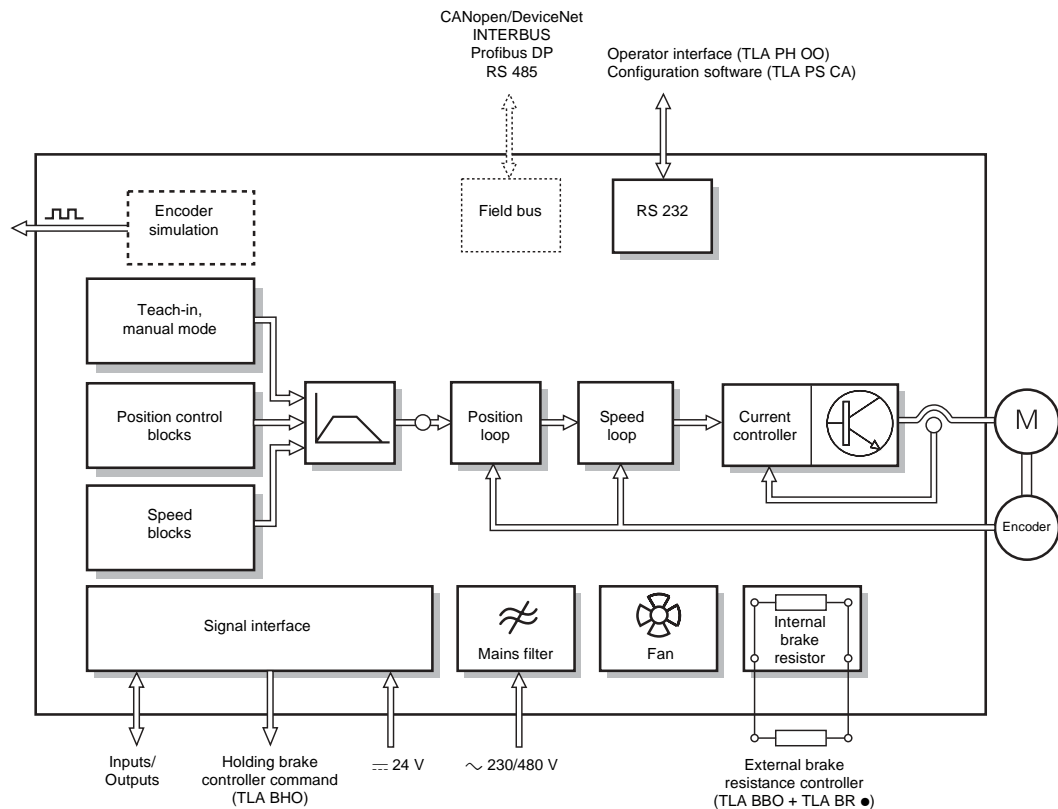 CANopen/DeviceNet
INTERBUS
Profibus DP
RS 485
Operator interface (TLA PH OO)
Configuration software (TLA PS CA)
Encoder
simulation
Field bus
RS 232
Teach-in,
manual mode
Position control
blocks
Speed
blocks
Position
loop
Speed
loop
Current
controller
M
Encoder
Signal interface
Mains filter
Fan
Internal
brake
resistor
Inputs/
Outputs
Holding brake
controller command
(TLA BHO)
⎓ 24 V
~ 230/480 V
External brake
resistance controller
(TLA BBO + TLA BR ●)